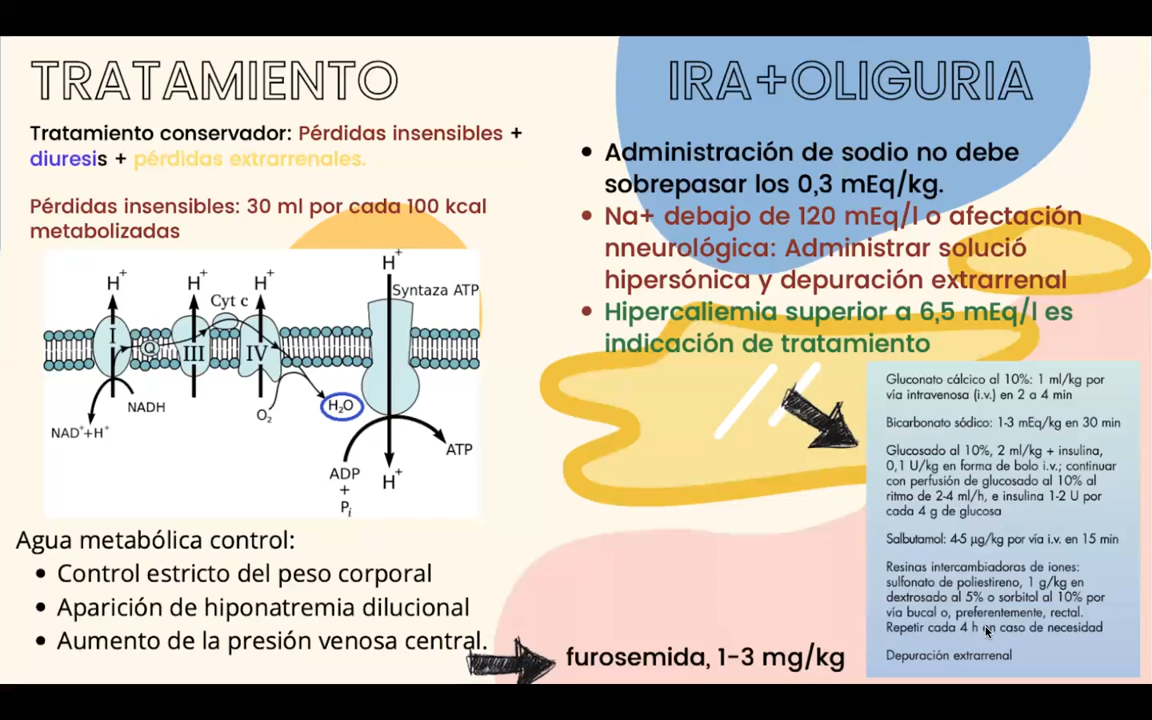 TRATAMIENTO
Tratamiento conservador: Pérdidas insensibles +
diuresis + pérdidas extrarrenales.
Pérdidas insensibles: 30 ml por cada 100 kcal
metabolizadas
H+
H+
H+
H+
Cyt c
Syntaza ATP
I
Q
III
IV
NADH
NAD++H+
O2
H2O
ADP
+
Pi
H+
ATP
Agua metabólica control:
• Control estricto del peso corporal
• Aparición de hiponatremia dilucional
• Aumento de la presión venosa central.
IRA+OLIGURIA
• Administración de sodio no debe
sobrepasar los 0,3 mEq/kg.
• Na+ debajo de 120 mEq/l o afectación
nneurológica: Administrar solució
hipersónica y depuración extrarrenal
• Hipercaliemia superior a 6,5 mEq/l es
indicación de tratamiento
Gluconato cálcico al 10%: 1 ml/kg por
vía intravenosa (i.v.) en 2 a 4 min
Bicarbonato sódico: 1-3 mEq/kg en 30 min
Glucosado al 10%, 2 ml/kg + insulina,
0,1 U/kg en forma de bolo i.v.; continuar
con perfusión de glucosado al 10% al
ritmo de 2-4 ml/h, e insulina 1-2 U por
cada 4 g de glucosa
Salbutamol: 4-5 µg/kg por vía i.v. en 15 min
Resinas intercambiadoras de iones:
sulfonato de poliestireno, 1 g/kg en
dextrosado al 5% o sorbitol al 10% por
vía bucal o, preferentemente, rectal.
Repetir cada 4 h en caso de necesidad
Depuración extrarrenal
furosemida, 1-3 mg/kg